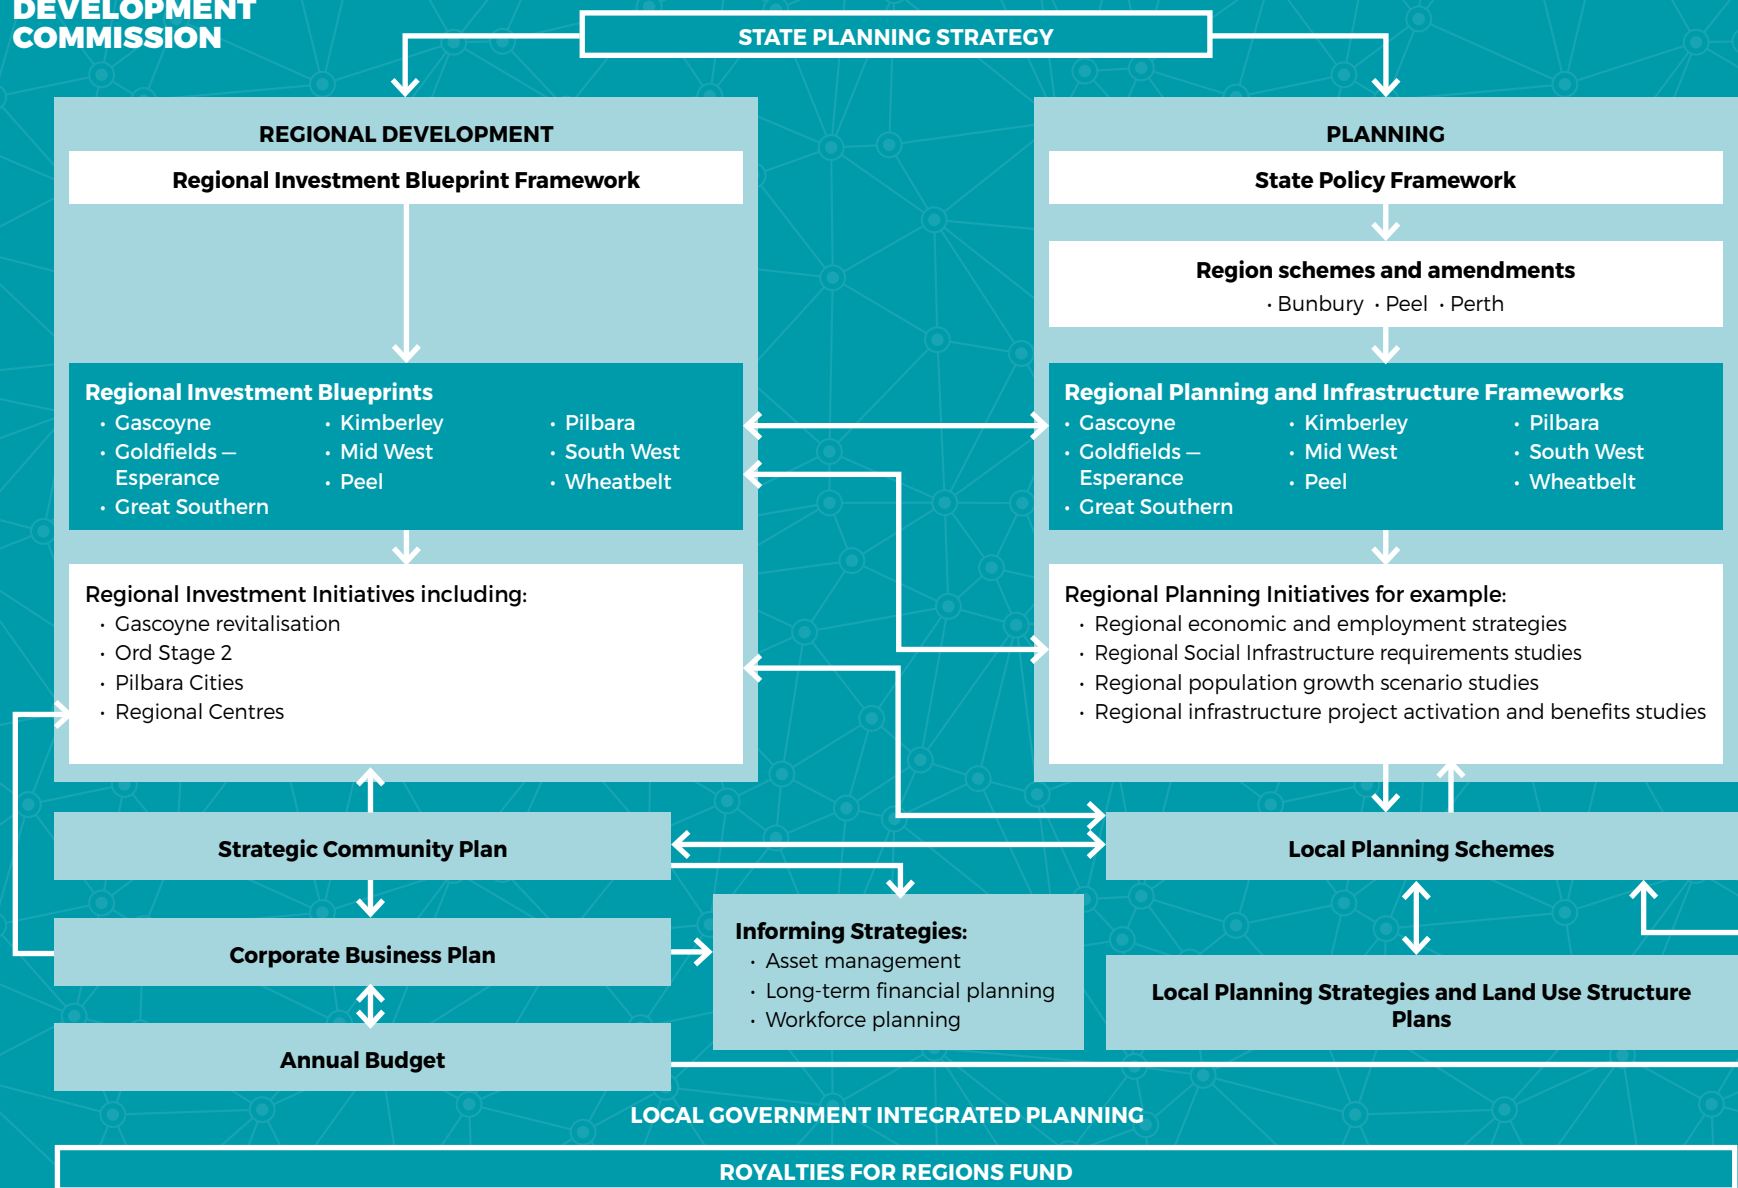 DEVELOPMENT
COMMISSION
STATE PLANNING STRATEGY
REGIONAL DEVELOPMENT
Regional Investment Blueprint Framework
Regional Investment Blueprints
• Gascoyne
• Goldfields –
Esperance
• Great Southern
• Kimberley
• Mid West
• Peel
• Pilbara
• South West
• Wheatbelt
Regional Investment Initiatives including:
• Gascoyne revitalisation
• Ord Stage 2
• Pilbara Cities
• Regional Centres
PLANNING
State Policy Framework
Region schemes and amendments
• Bunbury • Peel • Perth
Regional Planning and Infrastructure Frameworks
• Gascoyne
• Goldfields –
Esperance
• Great Southern
• Kimberley
• Mid West
• Peel
• Pilbara
• South West
• Wheatbelt
Regional Planning Initiatives for example:
• Regional economic and employment strategies
• Regional Social Infrastructure requirements studies
• Regional population growth scenario studies
• Regional infrastructure project activation and benefits studies
Strategic Community Plan
Corporate Business Plan
Annual Budget
Informing Strategies:
• Asset management
• Long-term financial planning
• Workforce planning
Local Planning Schemes
Local Planning Strategies and Land Use Structure
Plans
LOCAL GOVERNMENT INTEGRATED PLANNING
ROYALTIES FOR REGIONS FUND